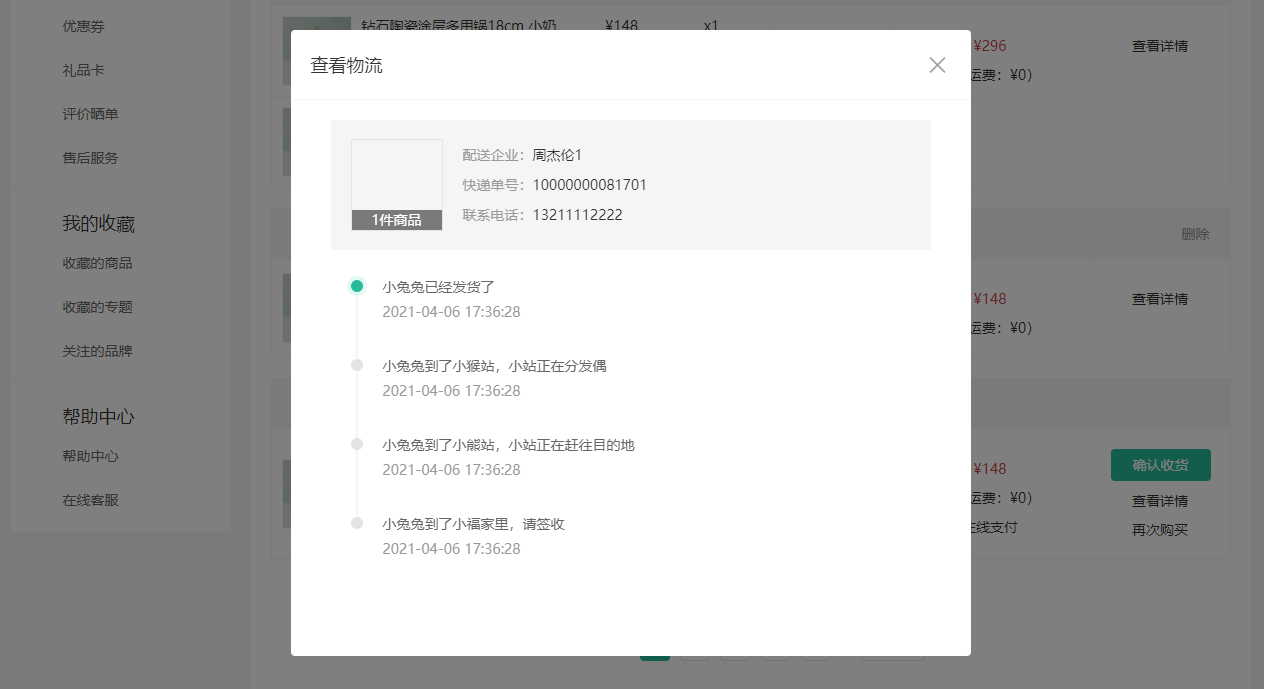 优惠券
礼品卡
评价晒单
售后服务
我的收藏
收藏的商品
收藏的专题
关注的品牌
帮助中心
帮助中心
在线客服
钻石陶瓷涂层多用锅18cm 小奶
¥148
x1
¥296
运费：¥0)
查看详情
查看物流
1件商品
配送企业：周杰伦1
快递单号：10000000081701
联系电话：13211112222
小兔兔已经发货了
2021-04-06 17:36:28
小兔兔到了小猴站，小站正在分发偶
2021-04-06 17:36:28
小兔兔到了小熊站，小站正在赶往目的地
2021-04-06 17:36:28
小兔兔到了小福家里，请签收
2021-04-06 17:36:28
删除
¥148
运费：¥0)
查看详情
¥148
运费：¥0)
在线支付
确认收货
查看详情
再次购买